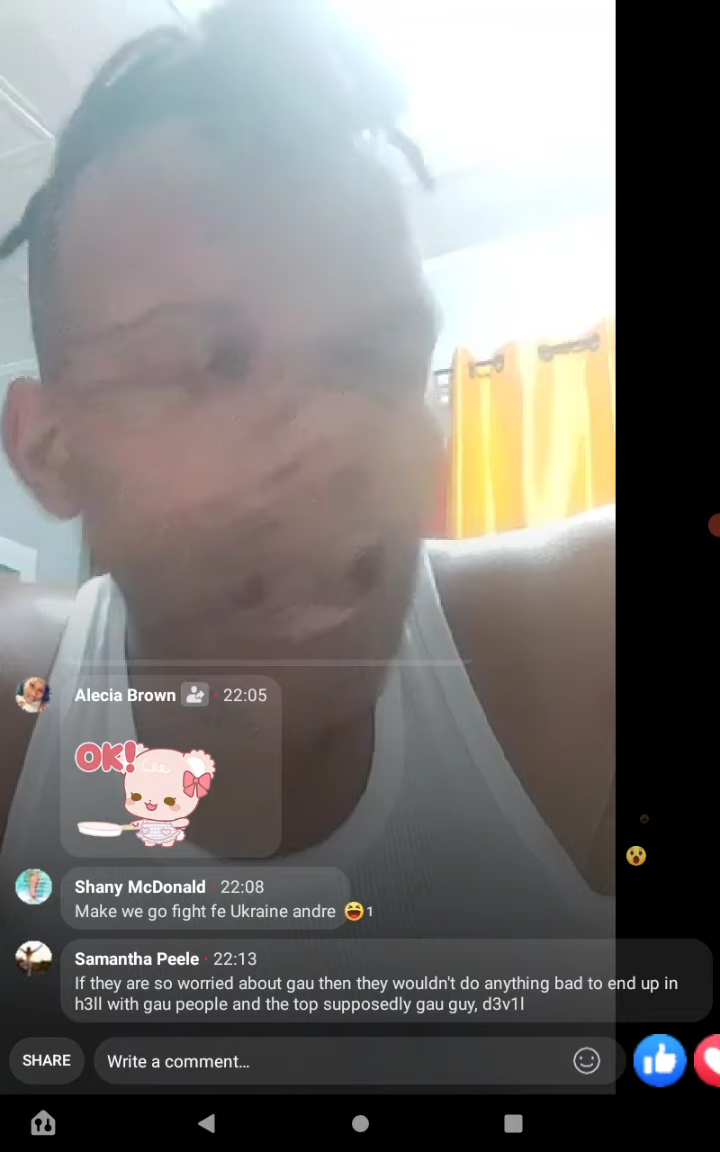 Alecia Brown · 22:05
OK!
Shany McDonald · 22:08
Make we go fight fe Ukraine andre 😆 1
Samantha Peele · 22:13
If they are so worried about gau then they wouldn't do anything bad to end up in
h3ll with gau people and the top supposedly gau guy, d3v1l
SHARE
Write a comment...